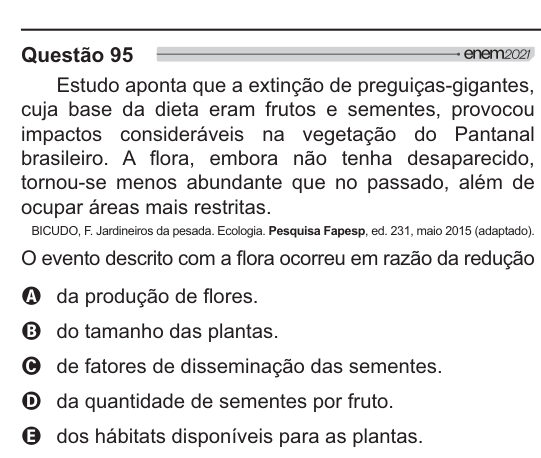 Questão 95 enem2021
Estudo aponta que a extinção de preguiças-gigantes,
cuja base da dieta eram frutos e sementes, provocou
impactos consideráveis na vegetação do Pantanal
brasileiro. A flora, embora não tenha desaparecido,
tornou-se menos abundante que no passado, além de
ocupar áreas mais restritas.
BICUDO, F. Jardineiros da pesada. Ecologia. Pesquisa Fapesp, ed. 231, maio 2015 (adaptado).
O evento descrito com a flora ocorreu em razão da redução
A da produção de flores.
B do tamanho das plantas.
C de fatores de disseminação das sementes.
D da quantidade de sementes por fruto.
E dos hábitats disponíveis para as plantas.